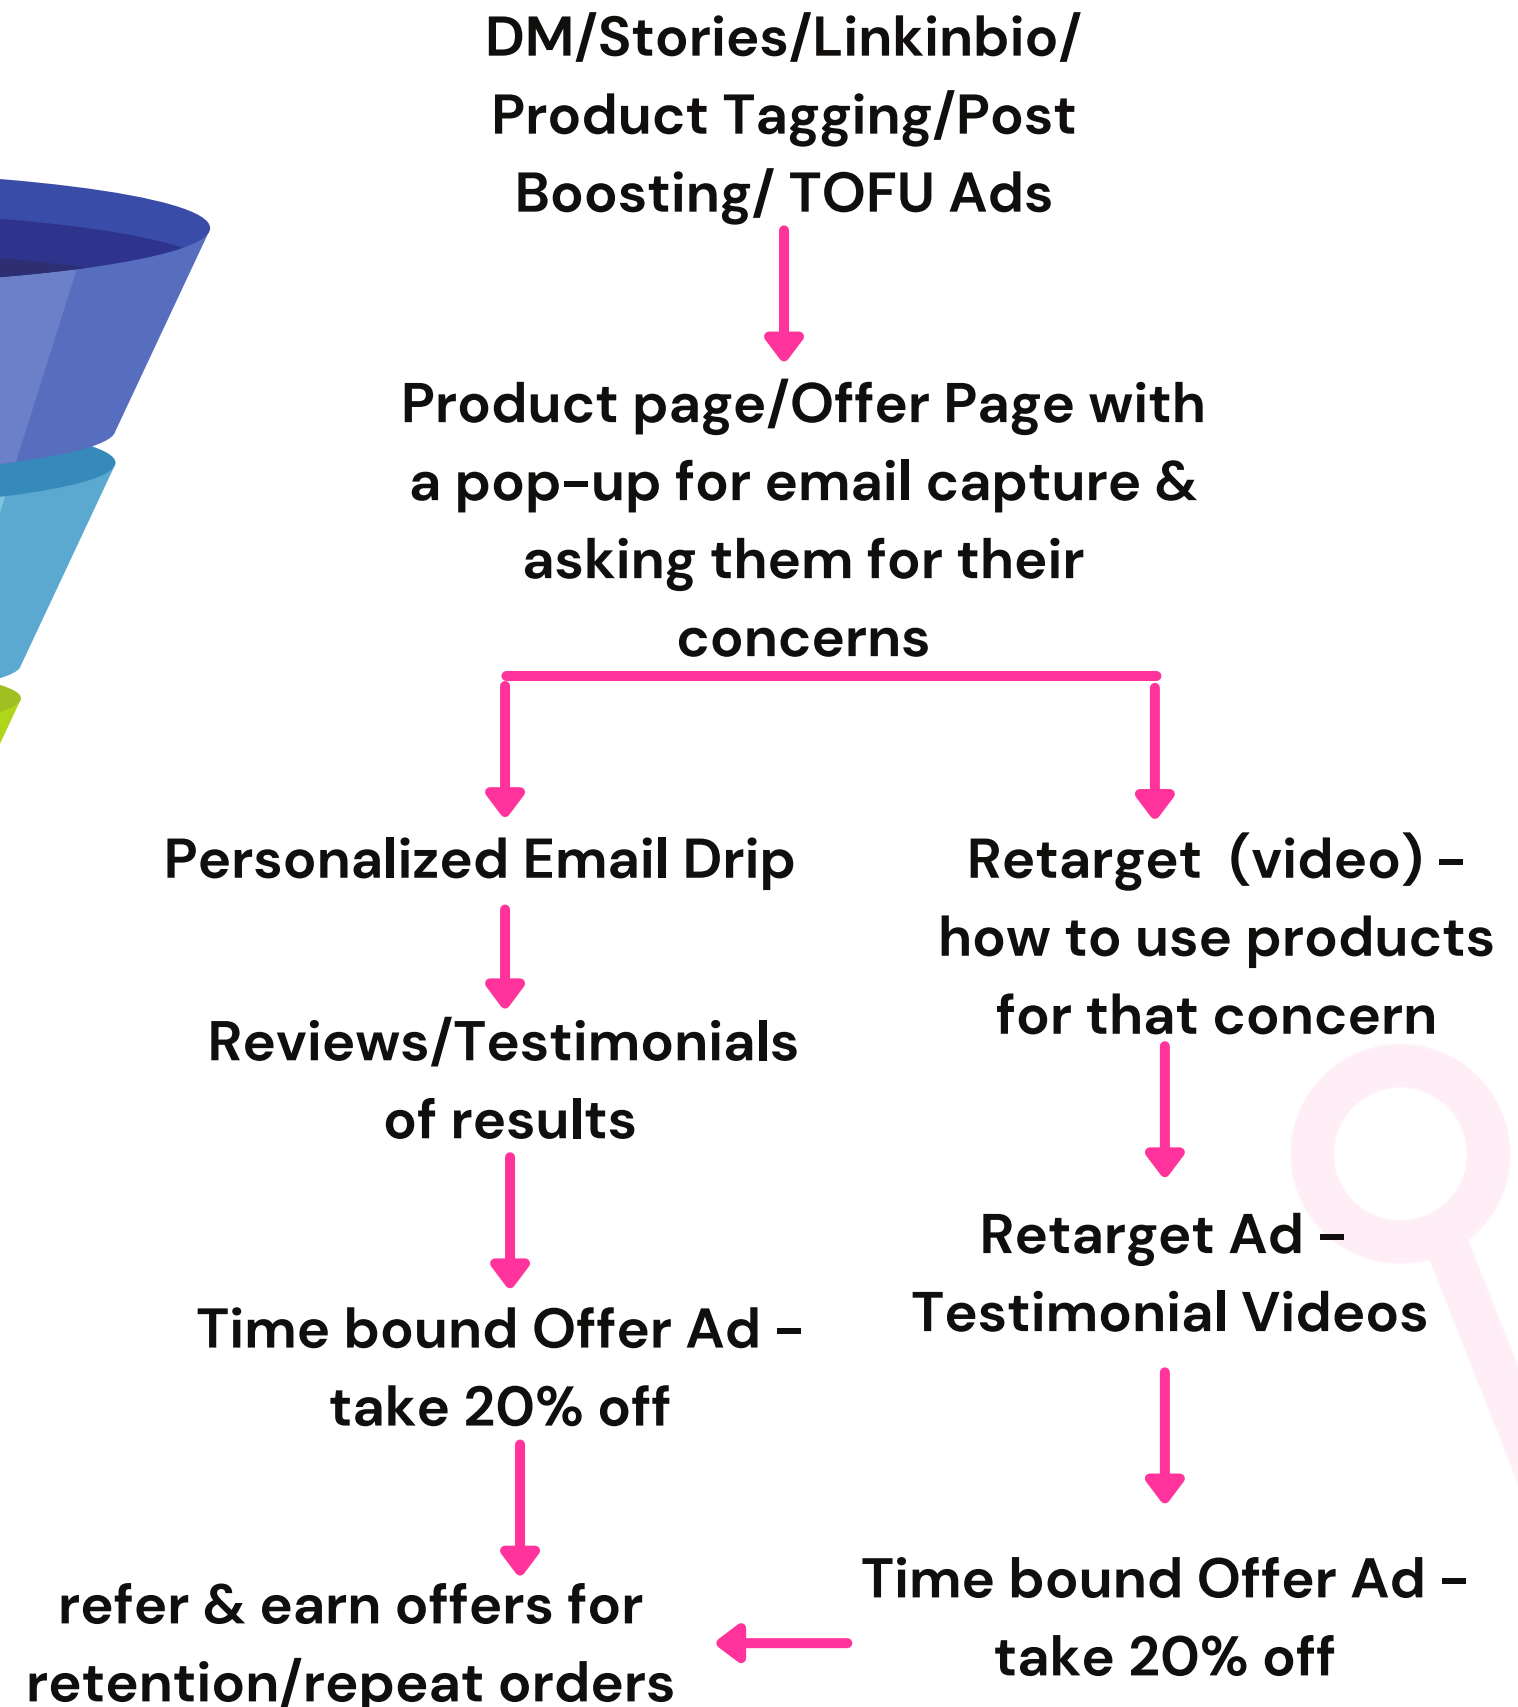 DM/Stories/Linkinbio/
Product Tagging/Post
Boosting/ TOFU Ads
Product page/Offer Page with
a pop-up for email capture &
asking them for their
concerns
Personalized Email Drip
Reviews/Testimonials
of results
Time bound Offer Ad -
take 20% off
refer & earn offers for
retention/repeat orders
Retarget (video) -
how to use products
for that concern
Retarget Ad -
Testimonial Videos
Time bound Offer Ad -
take 20% off